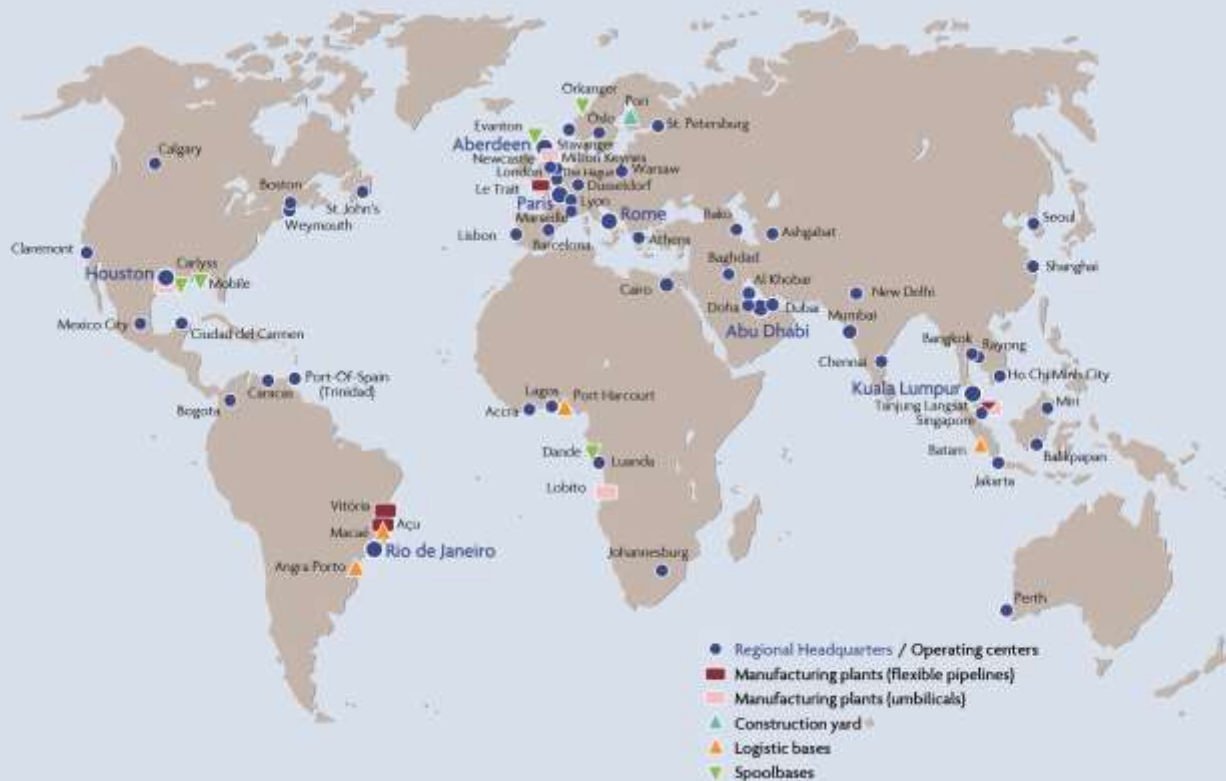 Orkanger
Pori
Evanton
Oslo
St. Petersburg
Aberdeen
Stavanger
Calgary
Newcastle
Milton Keynes
London
The Hague
Warsaw
Boston
Le Trait
Düsseldorf
St. John's
Paris
Lyon
Weymouth
Marseille
Rome
Bako
Seoul
Lisbon
Barcelona
Athens
Ashgabat
Claremont
Carlyss
Baghdad
Shanghai
Houston
Mobile
Al Khobar
Cairo
New Delhi
Doha
Dubai
Mexico City
Ciudad del Carmen
Abu Dhabi
Mumbai
Bangkok
Rayong
Chennai
Port-Of-Spain
(Trinidad)
Caracas
Ho Chi Minh City
Kuala Lumpur
Bogota
Lagos
Port Harcourt
Accra
Tanjung Langsat
Miri
Singapore
Dande
Luanda
Batam
Balikpapan
Lobito
Jakarta
Vitória
Açu
Macaé
Rio de Janeiro
Johannesburg
Angra Porto
Perth
Regional Headquarters / Operating centers
Manufacturing plants (flexible pipelines)
Manufacturing plants (umbilicals)
Construction yard
Logistic bases
Spoolbases